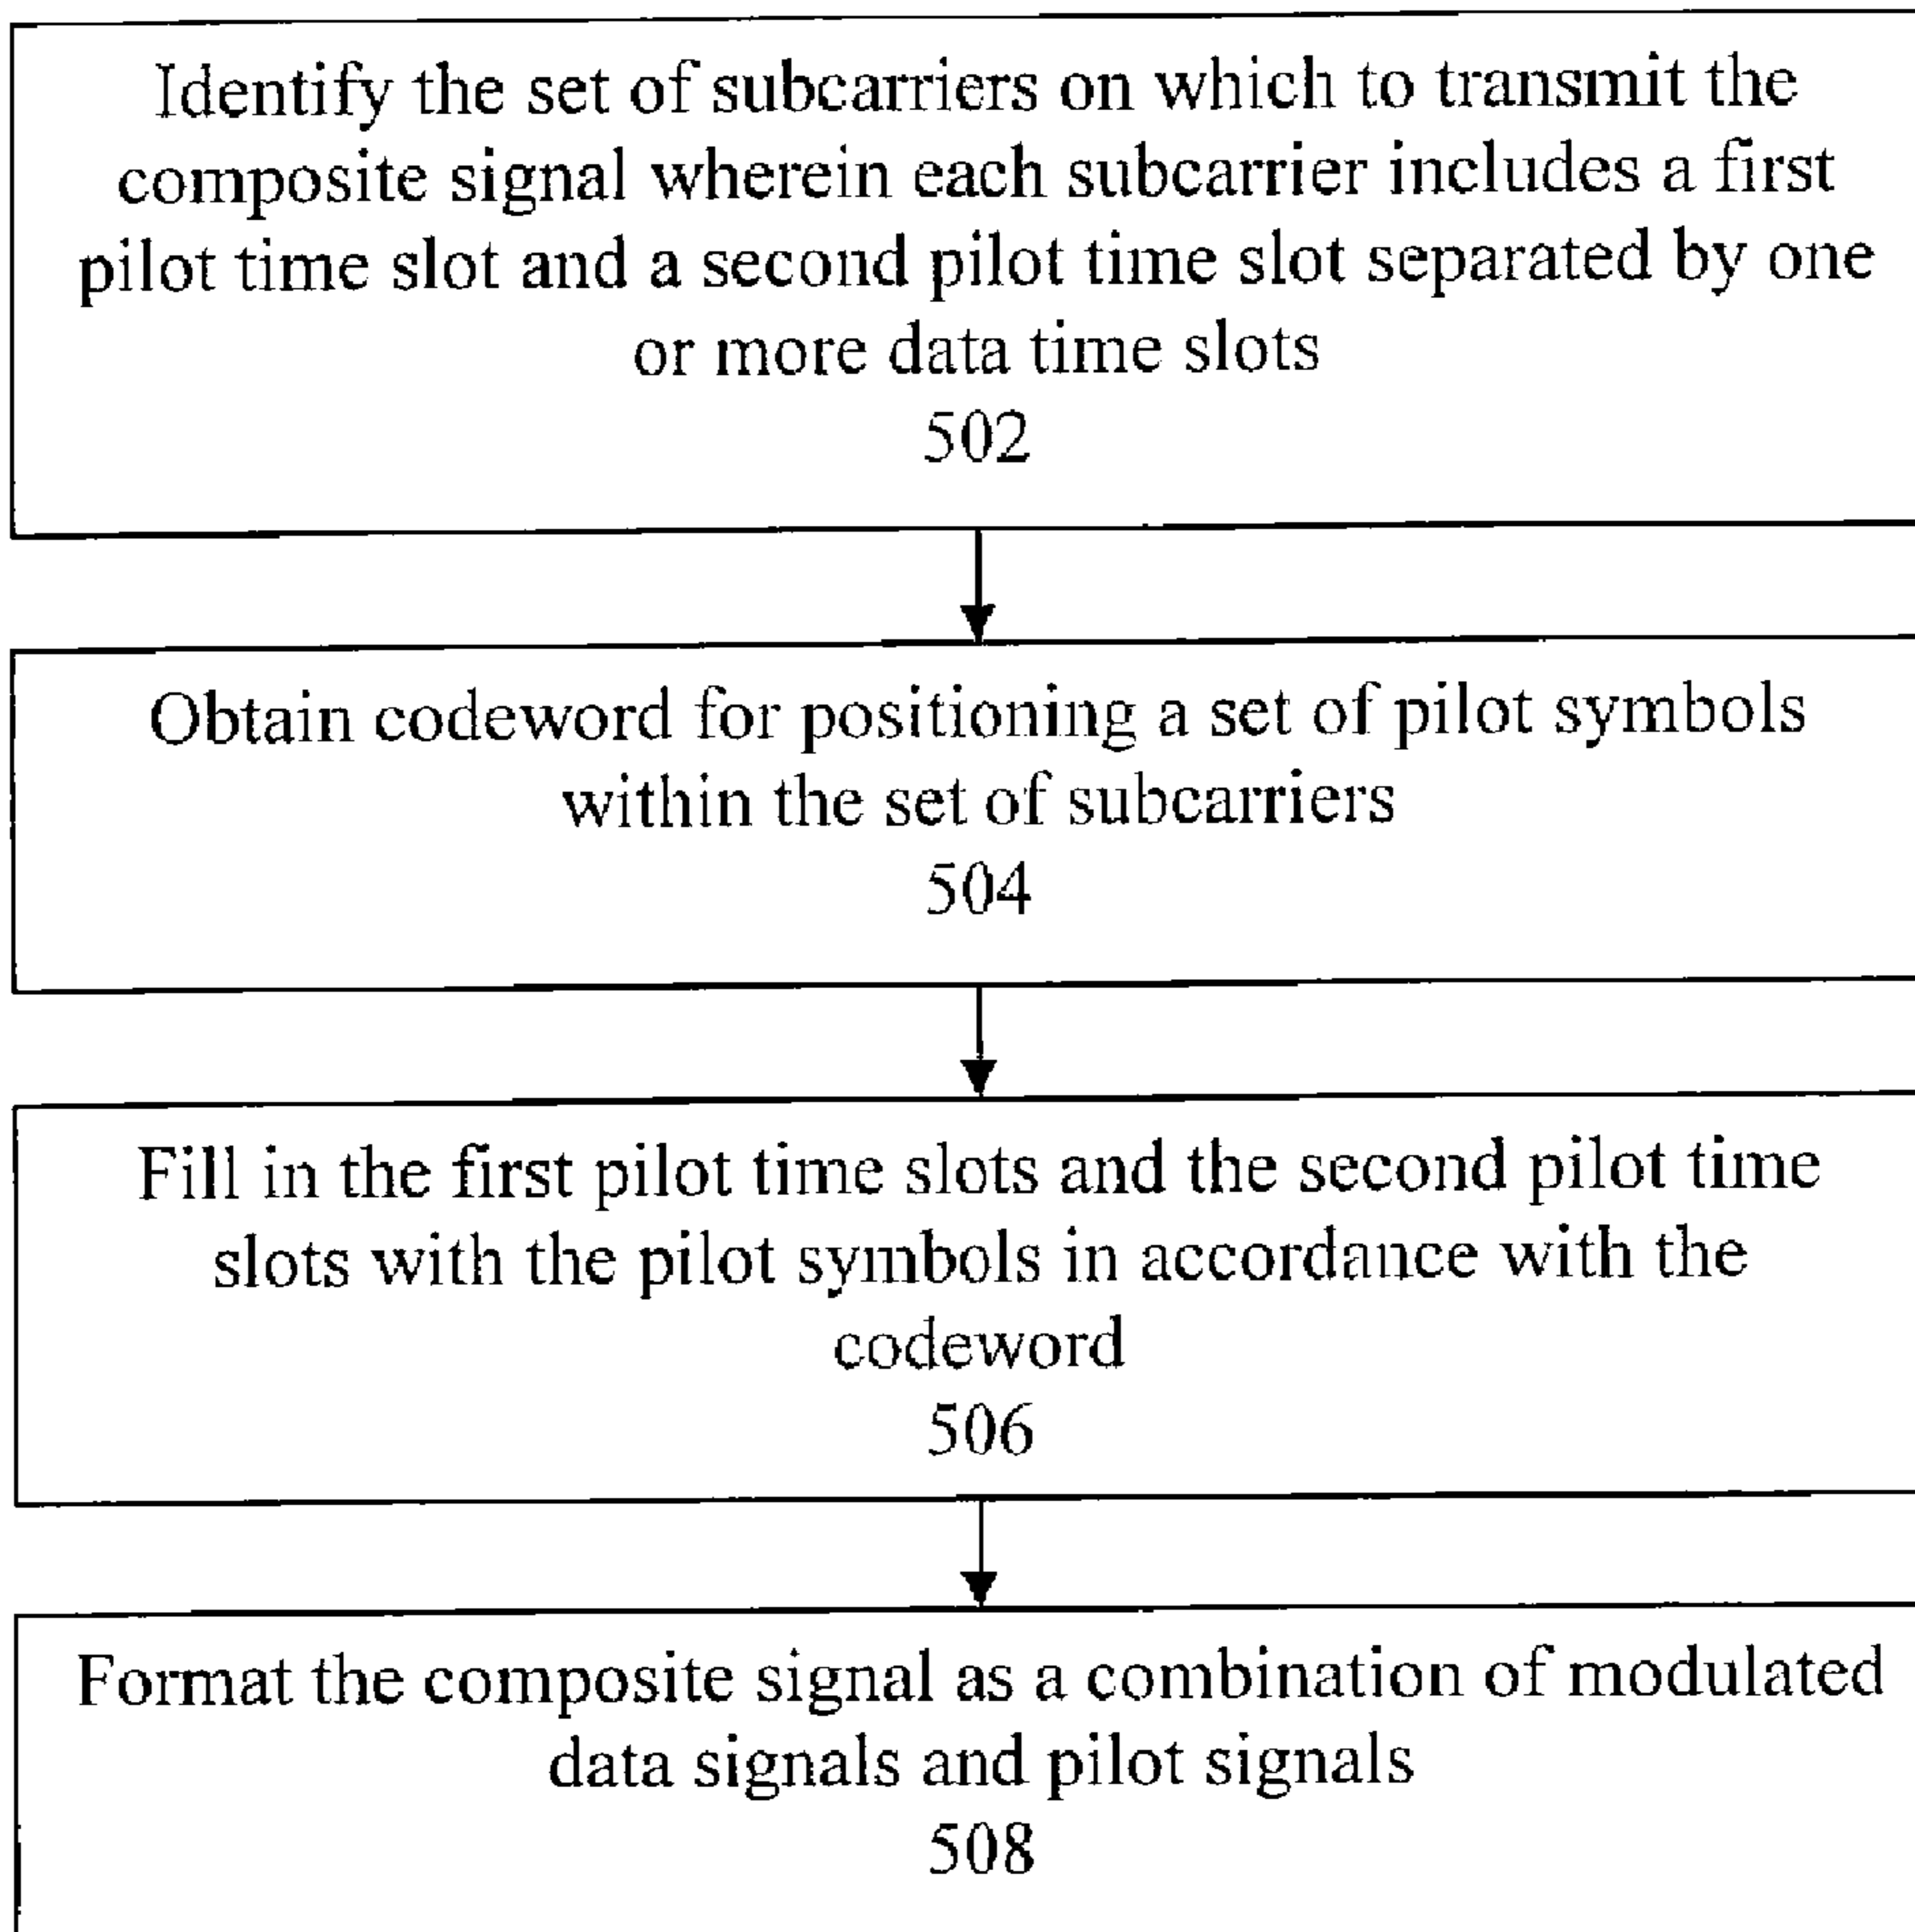 Identify the set of subcarriers on which to transmit the
composite signal wherein each subcarrier includes a first
pilot time slot and a second pilot time slot separated by one
or more data time slots
502
Obtain codeword for positioning a set of pilot symbols
within the set of subcarriers
504
Fill in the first pilot time slots and the second pilot time
slots with the pilot symbols in accordance with the
codeword
506
Format the composite signal as a combination of modulated
data signals and pilot signals
508